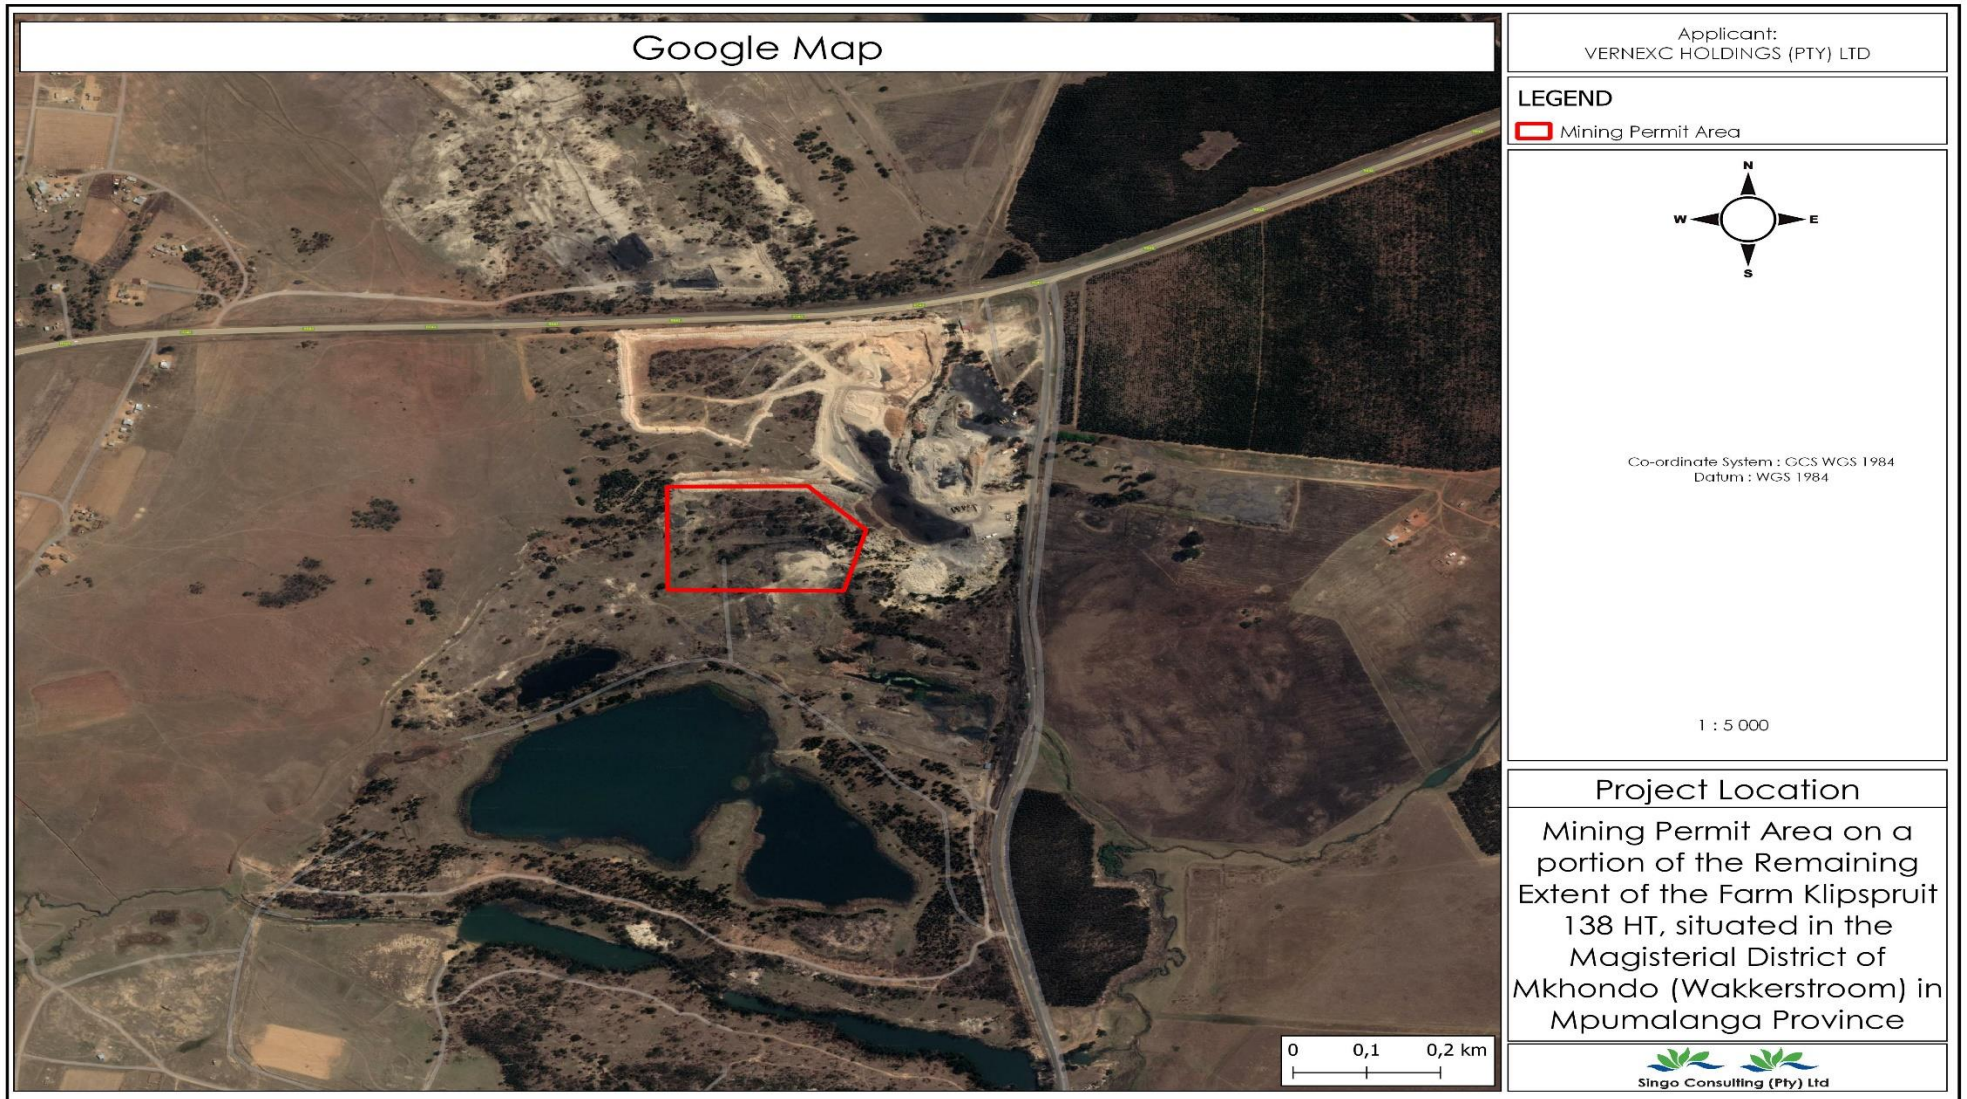 Google Map
Applicant:
VERNEXC HOLDINGS (PTY) LTD
LEGEND
Mining Permit Area
N
W E
S
Co-ordinate System : GCS WGS 1984
Datum : WGS 1984
1 : 5 000
Project Location
Mining Permit Area on a
portion of the Remaining
Extent of the Farm Klipspruit
138 HT, situated in the
Magisterial District of
Mkhondo (Wakkerstroom) in
Mpumalanga Province
0 0,1 0,2 km
Singo Consulting (Pty) Ltd